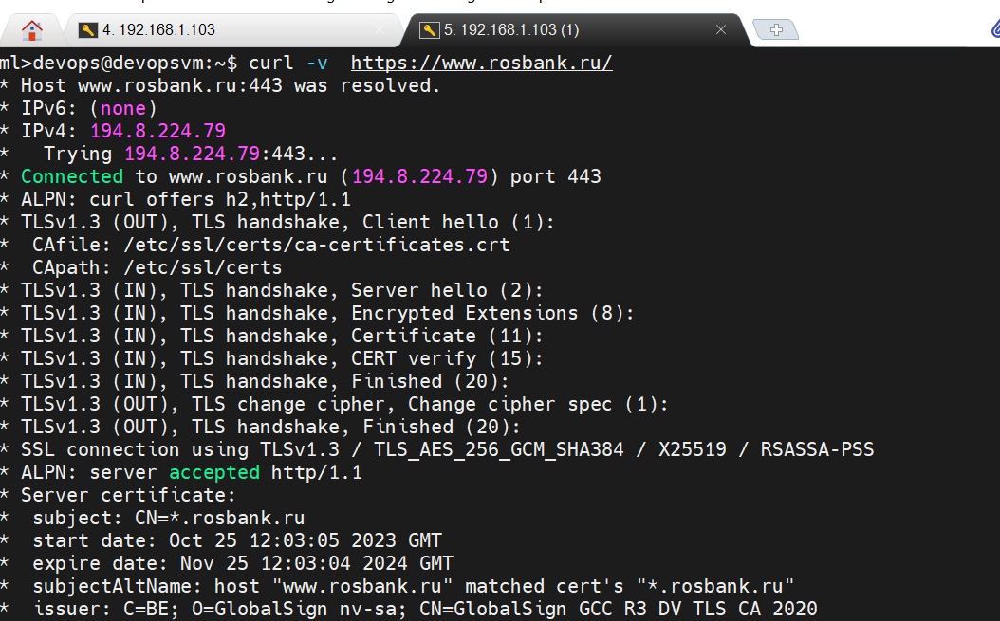 4. 192.168.1.103
5. 192.168.1.103 (1)
ml>devops@devopsvm:~$ curl -v  https://www.rosbank.ru/
* Host www.rosbank.ru:443 was resolved.
* IPv6: (none)
* IPv4: 194.8.224.79
*   Trying 194.8.224.79:443...
* Connected to www.rosbank.ru (194.8.224.79) port 443
* ALPN: curl offers h2,http/1.1
* TLSv1.3 (OUT), TLS handshake, Client hello (1):
*  CAfile: /etc/ssl/certs/ca-certificates.crt
*  CApath: /etc/ssl/certs
* TLSv1.3 (IN), TLS handshake, Server hello (2):
* TLSv1.3 (IN), TLS handshake, Encrypted Extensions (8):
* TLSv1.3 (IN), TLS handshake, Certificate (11):
* TLSv1.3 (IN), TLS handshake, CERT verify (15):
* TLSv1.3 (IN), TLS handshake, Finished (20):
* TLSv1.3 (OUT), TLS change cipher, Change cipher spec (1):
* TLSv1.3 (OUT), TLS handshake, Finished (20):
* SSL connection using TLSv1.3 / TLS_AES_256_GCM_SHA384 / X25519 / RSASSA-PSS
* ALPN: server accepted http/1.1
* Server certificate:
*  subject: CN=*.rosbank.ru
*  start date: Oct 25 12:03:05 2023 GMT
*  expire date: Nov 25 12:03:04 2024 GMT
*  subjectAltName: host "www.rosbank.ru" matched cert's "*.rosbank.ru"
*  issuer: C=BE; O=GlobalSign nv-sa; CN=GlobalSign GCC R3 DV TLS CA 2020